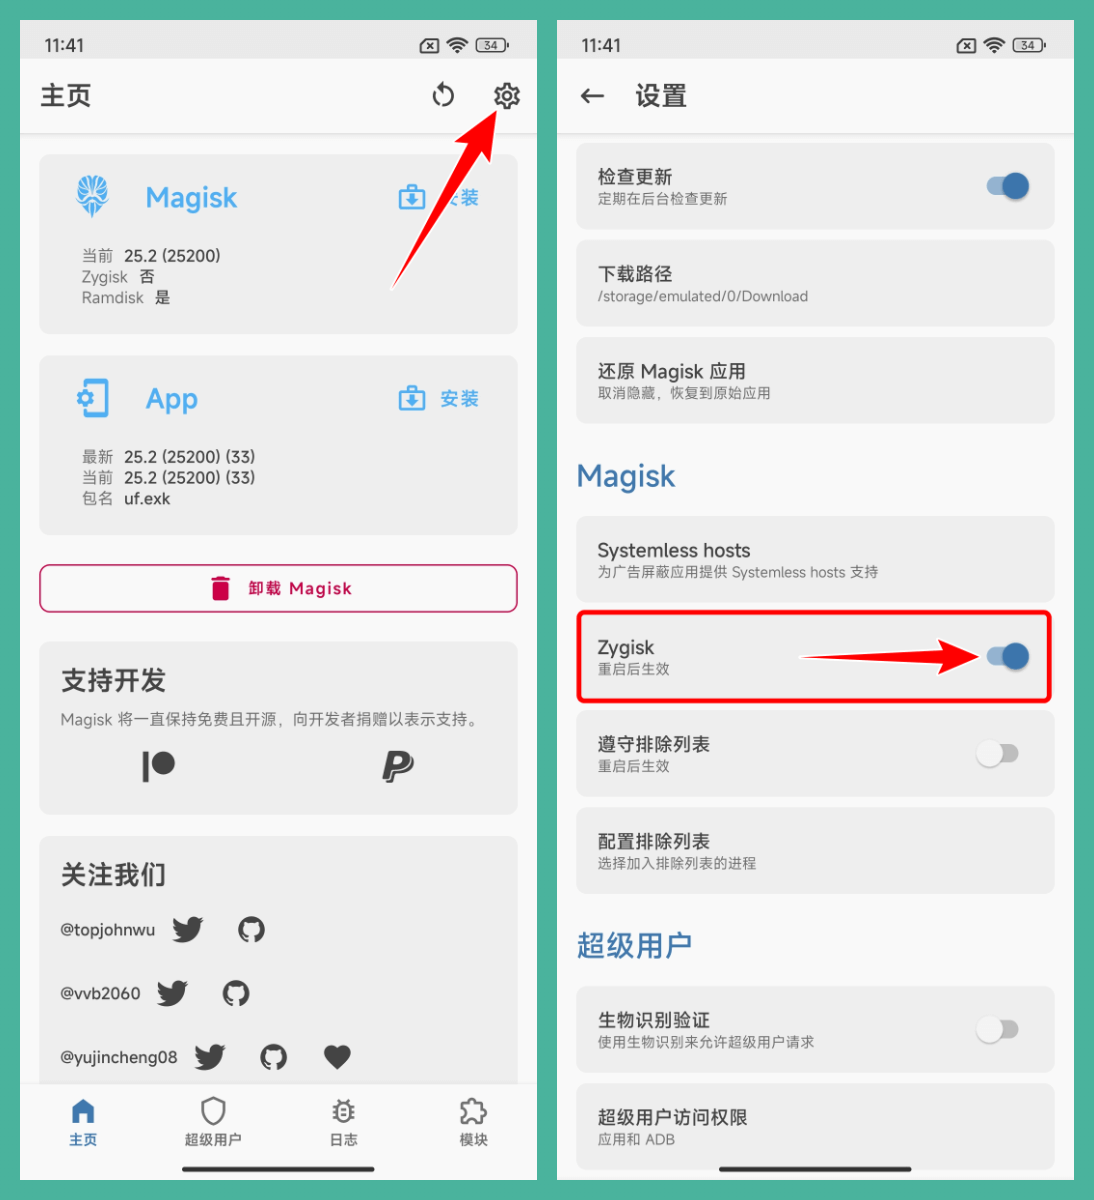 11:41
34
主页
Magisk
装
当前 25.2 (25200)
Zygisk 否
Ramdisk 是
App
安装
最新 25.2 (25200) (33)
当前 25.2 (25200) (33)
包名 uf.exk
卸载 Magisk
支持开发
Magisk 将一直保持免费且开源，向开发者捐赠以表示支持。
关注我们
@topjohnwu
@vvb2060
@yujincheng08
主页
超级用户
日志
模块
11:41
34
设置
检查更新
定期在后台检查更新
下载路径
/storage/emulated/0/Download
还原 Magisk 应用
取消隐藏，恢复到原始应用
Magisk
Systemless hosts
为广告屏蔽应用提供 Systemless hosts 支持
Zygisk
重启后生效
遵守排除列表
重启后生效
配置排除列表
选择加入排除列表的进程
超级用户
生物识别验证
使用生物识别来允许超级用户请求
超级用户访问权限
应用和 ADB